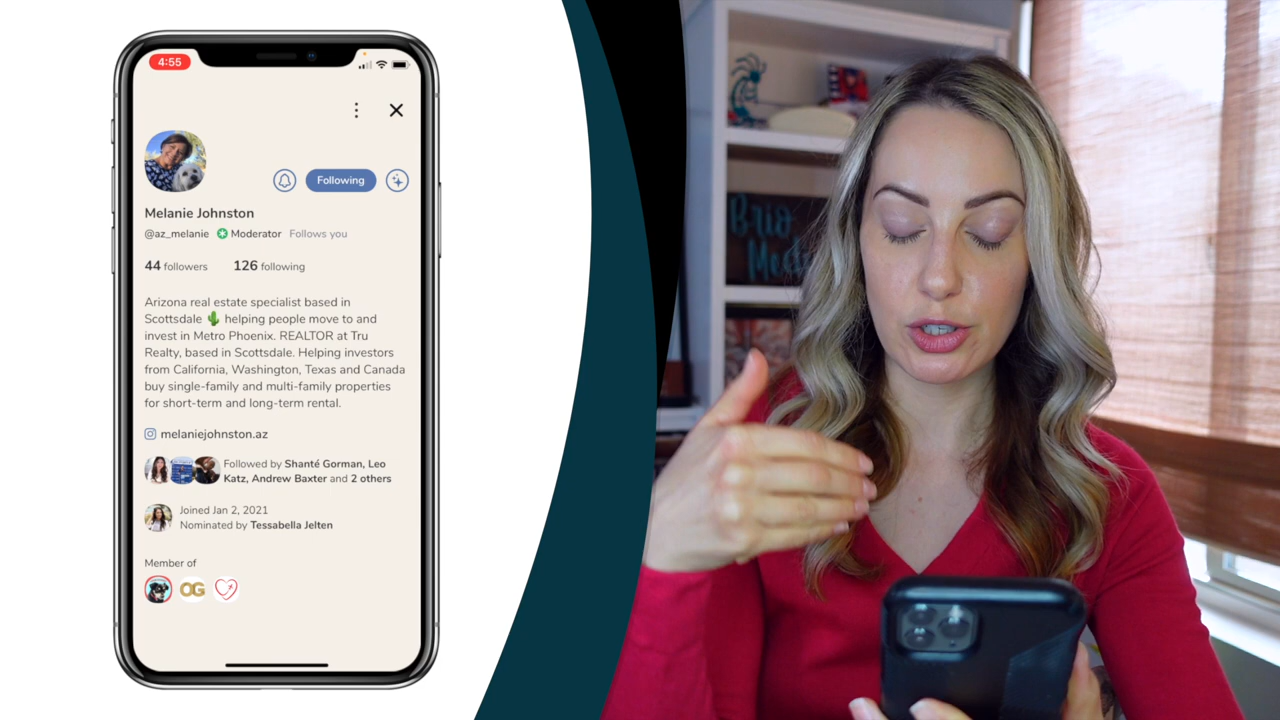 4:55
Following
Melanie Johnston
@az_melanie Moderator Follows you
44 followers 126 following
Arizona real estate specialist based in
Scottsdale 🌵 helping people move to and
invest in Metro Phoenix. REALTOR at Tru
Realty, based in Scottsdale. Helping investors
from California, Washington, Texas and Canada
buy single-family and multi-family properties
for short-term and long-term rental.
melaniejohnston.az
Followed by Shanté Gorman, Leo
Katz, Andrew Baxter and 2 others
Joined Jan 2, 2021
Nominated by Tessabella Jelten
Member of
OG
Brio